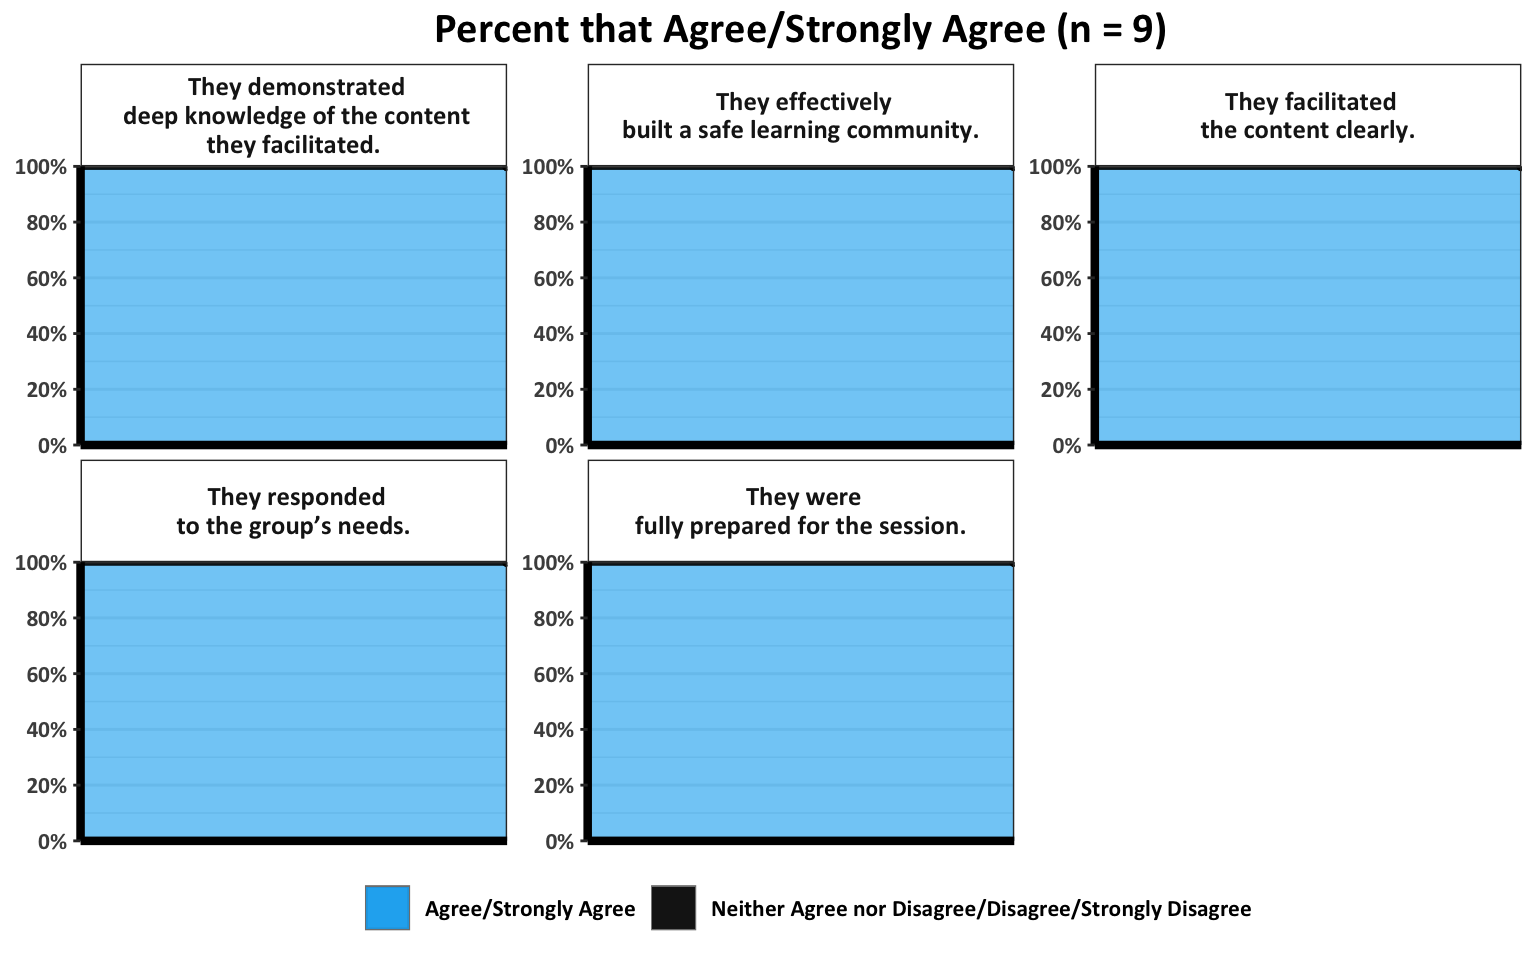 Percent that Agree/Strongly Agree (n = 9)
They demonstrated
deep knowledge of the content
they facilitated.
100%
80%
60%
40%
20%
0%
They effectively
built a safe learning community.
100%
80%
60%
40%
20%
0%
They facilitated
the content clearly.
100%
80%
60%
40%
20%
0%
They responded
to the group’s needs.
100%
80%
60%
40%
20%
0%
They were
fully prepared for the session.
100%
80%
60%
40%
20%
0%
Agree/Strongly Agree
Neither Agree nor Disagree/Disagree/Strongly Disagree